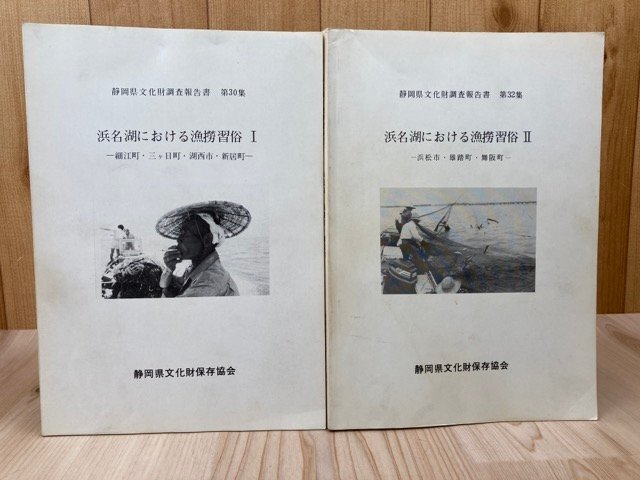 静岡県文化財調査報告書 第30集
浜名湖における漁撈習俗 I
―細江町・三ヶ日町・湖西市・新居町―
静岡県文化財保存協会
静岡県文化財調査報告書 第32集
浜名湖における漁撈習俗 II
―浜松市・雄踏町・舞阪町―
静岡県文化財保存協会